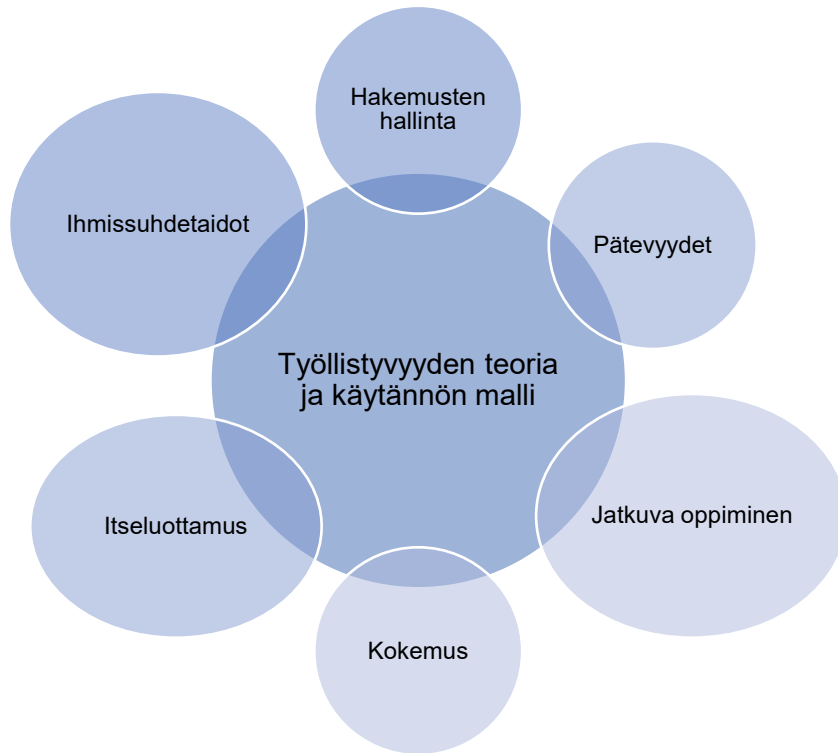 Hakemusten
hallinta
Ihmissuhdetaidot
Pätevyydet
Työllistyvyyden teoria
ja käytännön malli
Itseluottamus
Jatkuva oppiminen
Kokemus